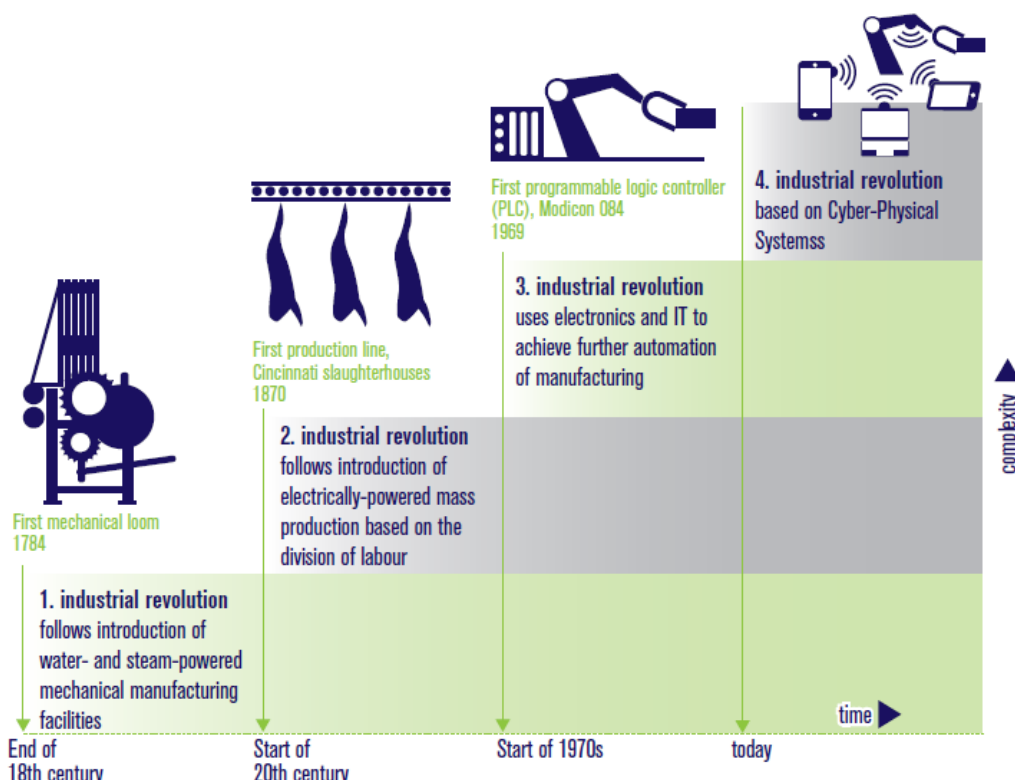 First mechanical loom
1784
First production line,
Cincinnati slaughterhouses
1870
First programmable logic controller
(PLC), Modicon 084
1969
4. industrial revolution
based on Cyber-Physical
Systemss
3. industrial revolution
uses electronics and IT to
achieve further automation
of manufacturing
2. industrial revolution
follows introduction of
electrically-powered mass
production based on the
division of labour
1. industrial revolution
follows introduction of
water- and steam-powered
mechanical manufacturing
facilities
complexity
time
End of
18th century
Start of
20th century
Start of 1970s
today